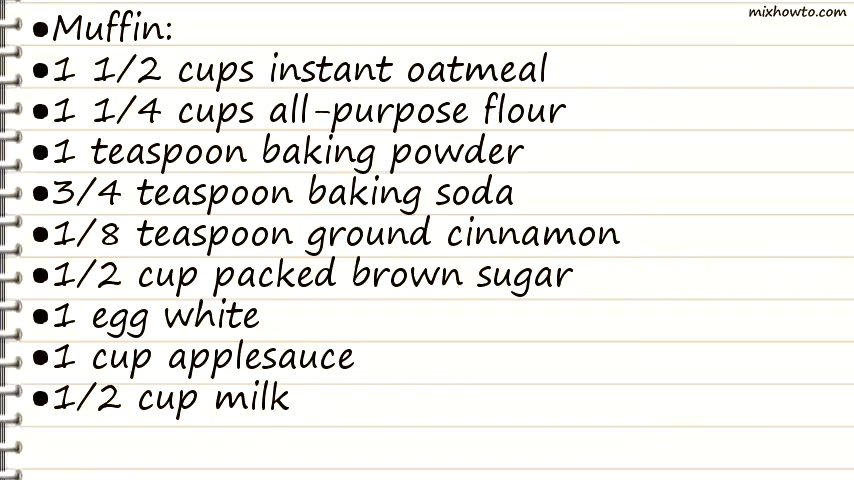 mixhowto.com
•Muffin:
•1 1/2 cups instant oatmeal
•1 1/4 cups all-purpose flour
•1 teaspoon baking powder
•3/4 teaspoon baking soda
•1/8 teaspoon ground cinnamon
•1/2 cup packed brown sugar
•1 egg white
•1 cup applesauce
•1/2 cup milk